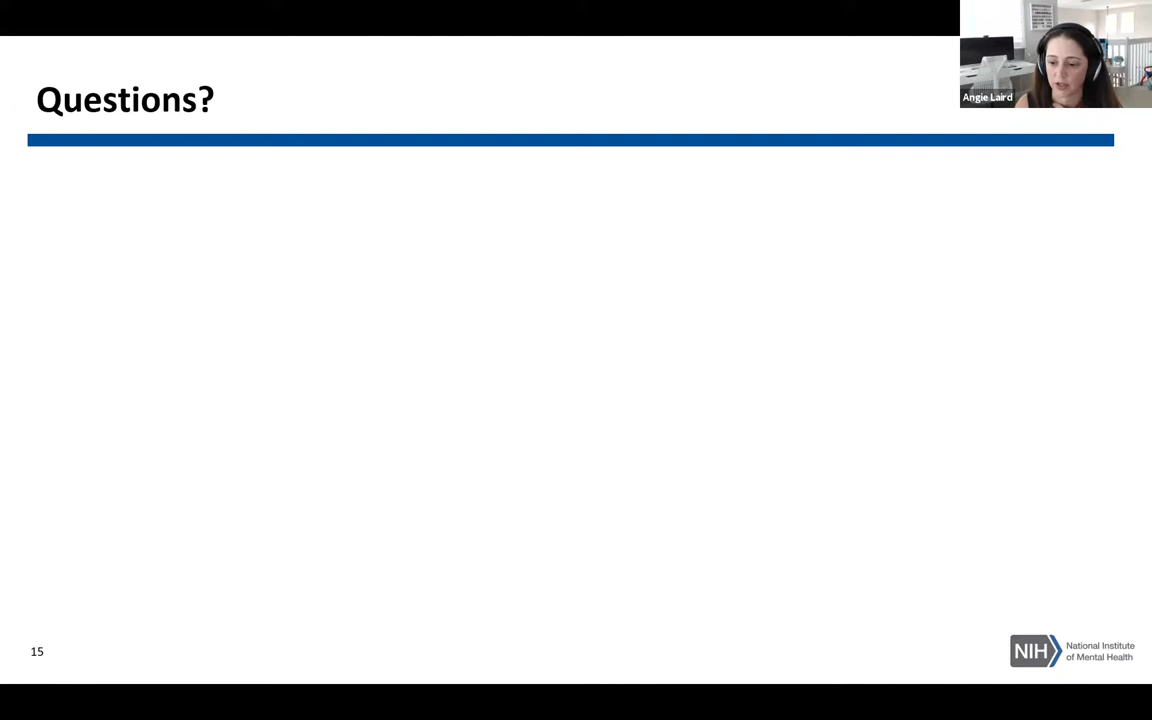 Questions?
Angie Laird
15
NIH
National Institute
of Mental Health